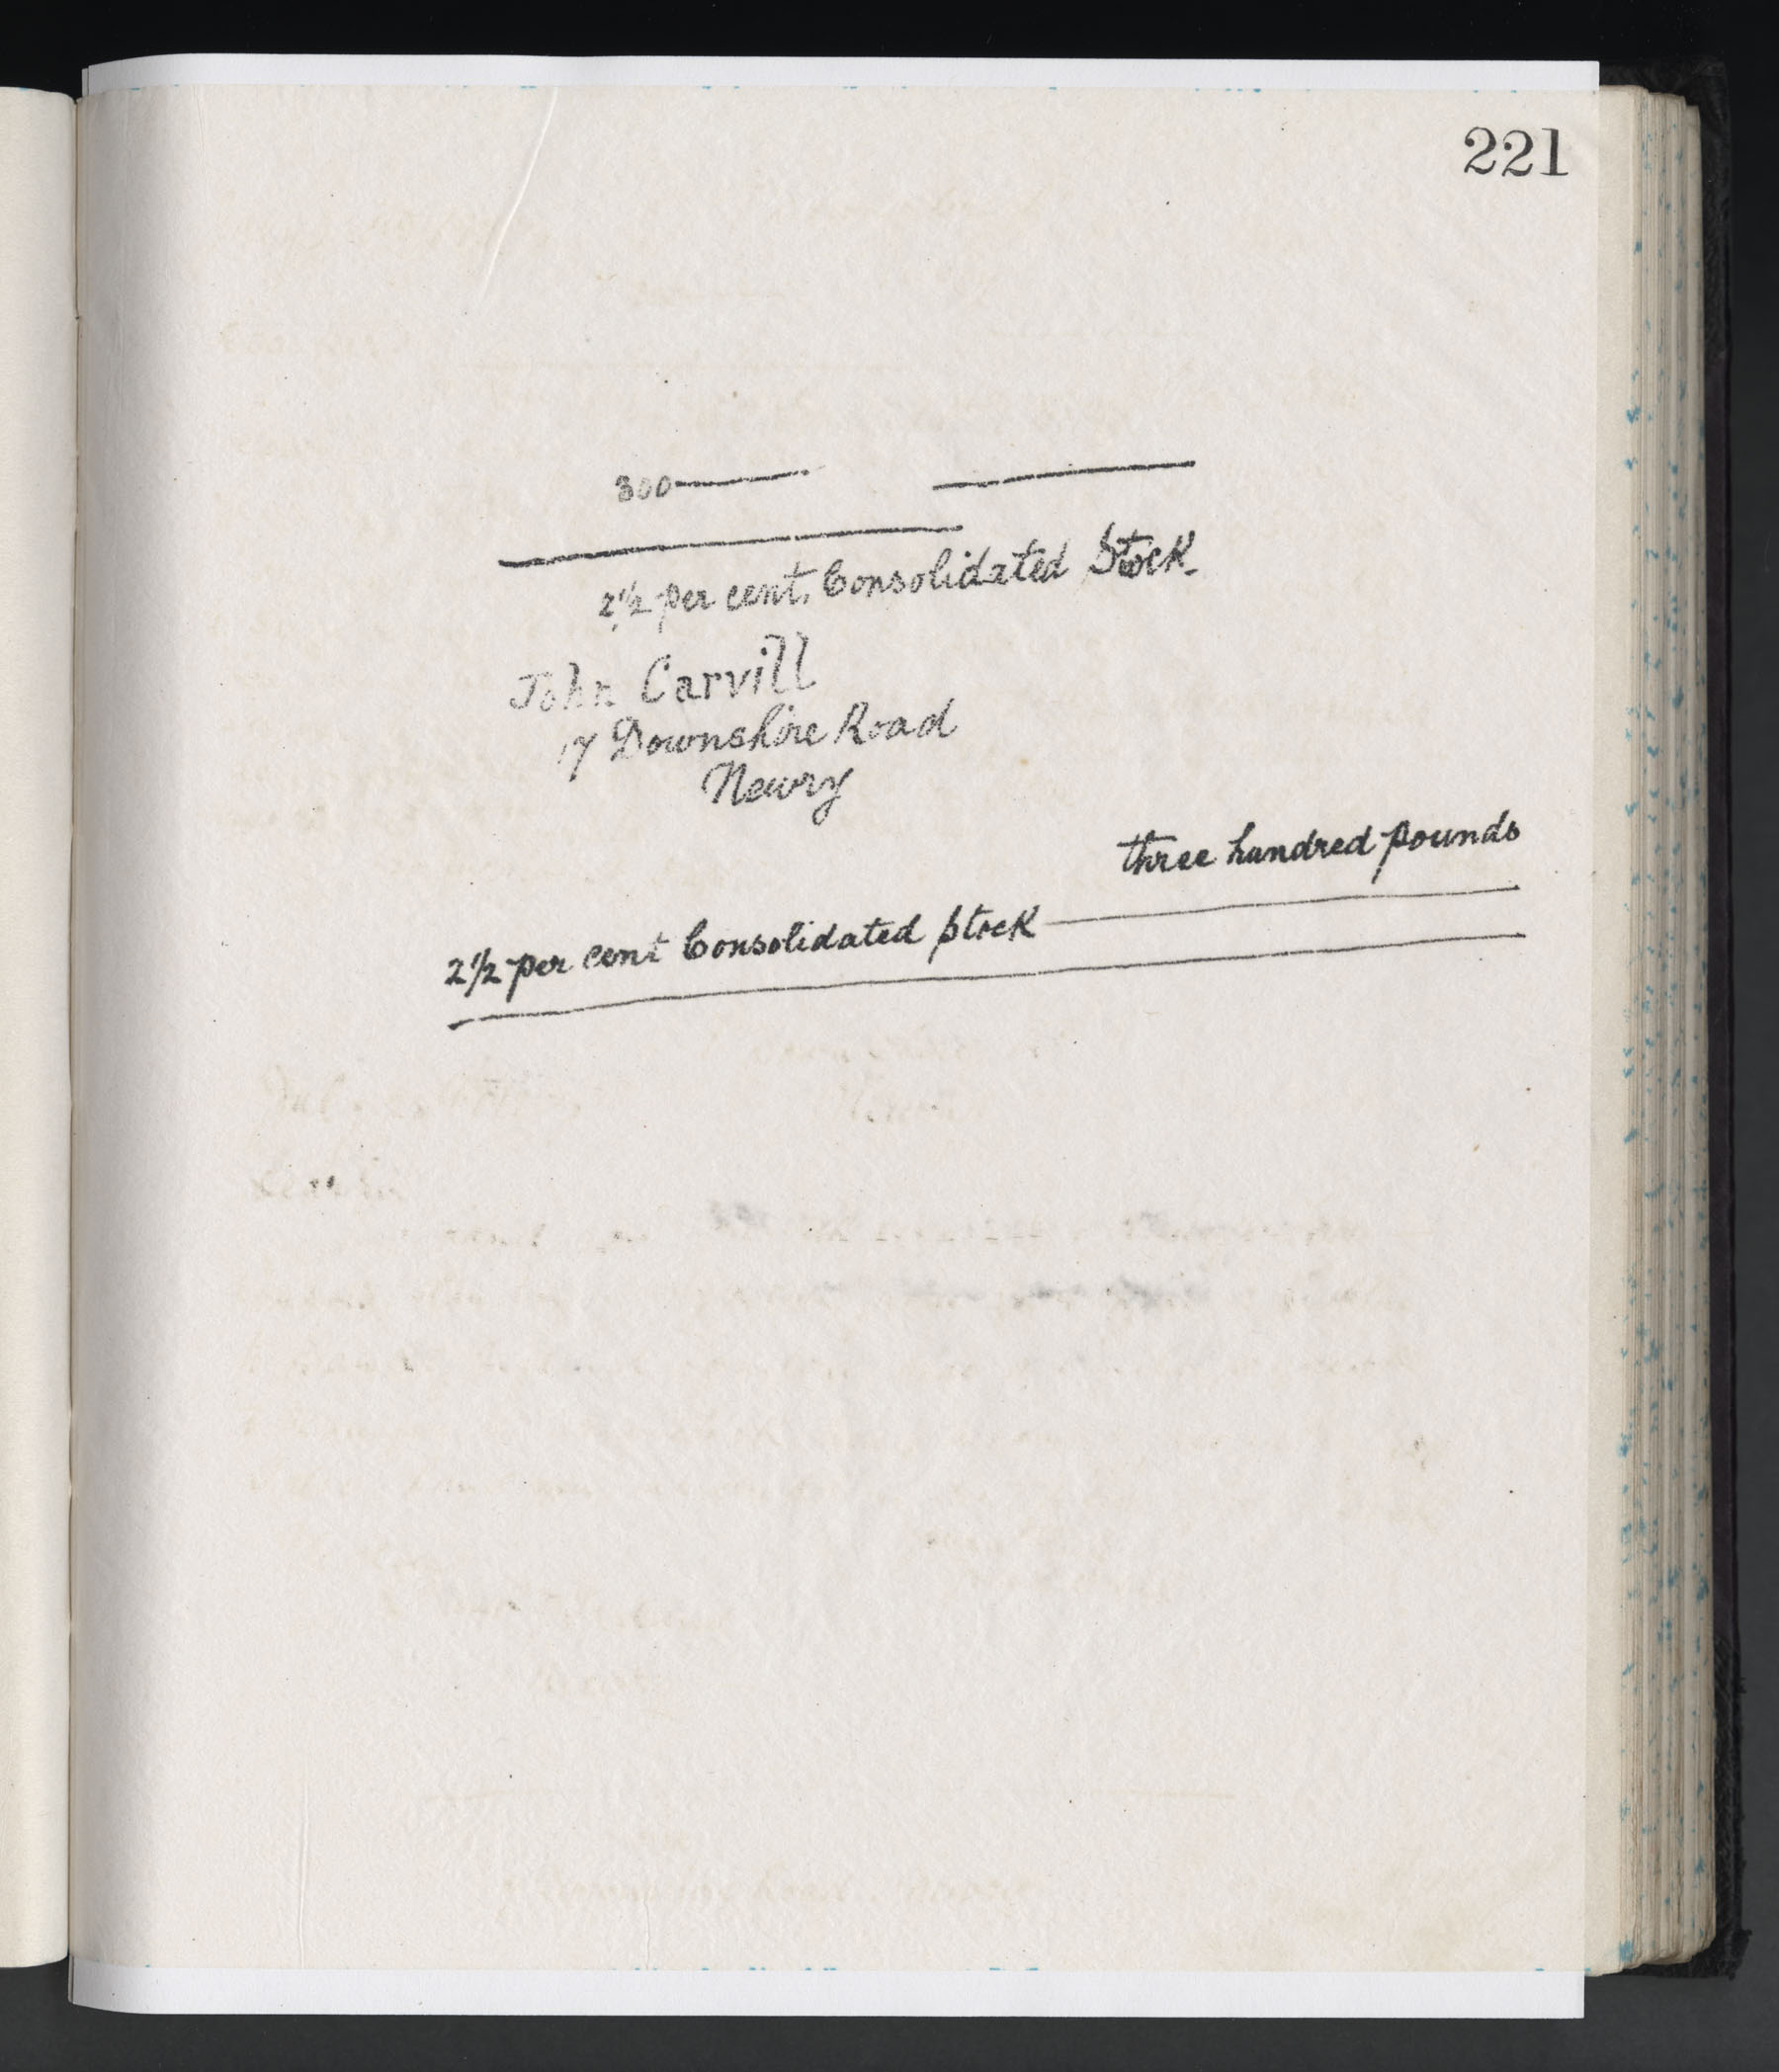 221
300
2½ per cent. Consolidated Stock.
John Carvill
17 Downshire Road
Newry
three hundred pounds
2½ per cent Consolidated Stock